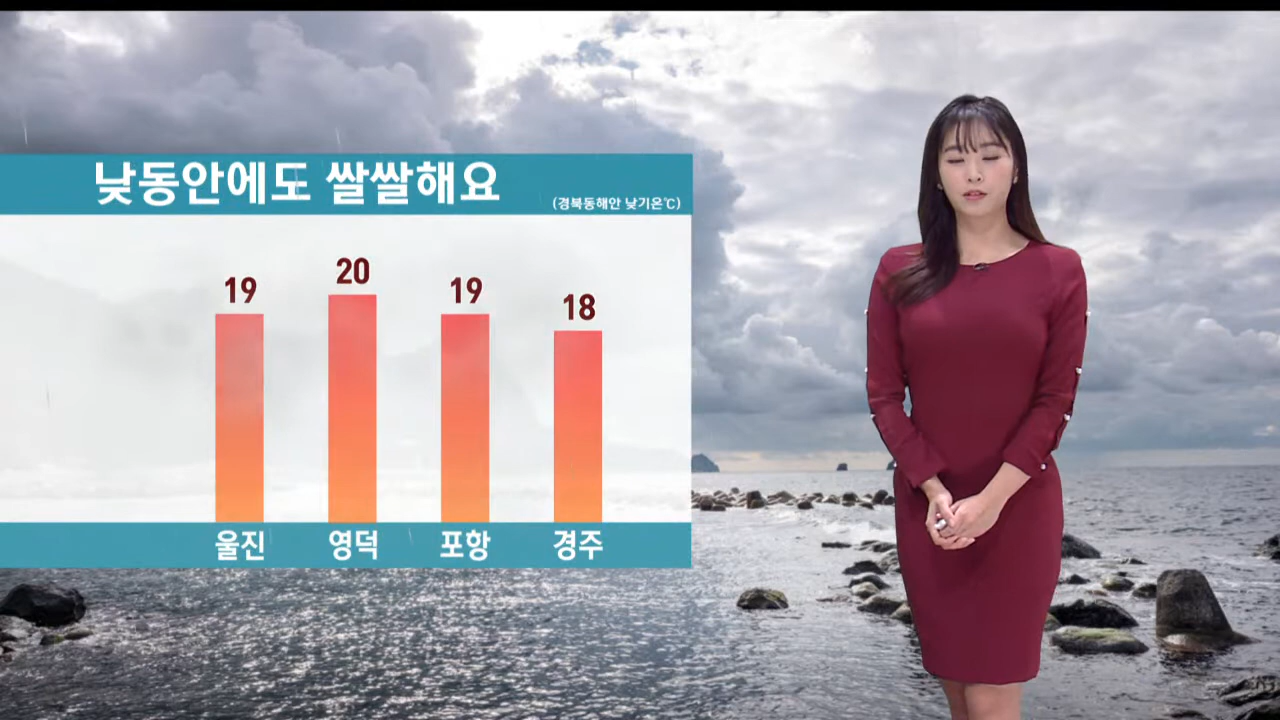 낮동안에도 쌀쌀해요
(경북동해안 낮기온℃)
19 20 19 18
울진 영덕 포항 경주